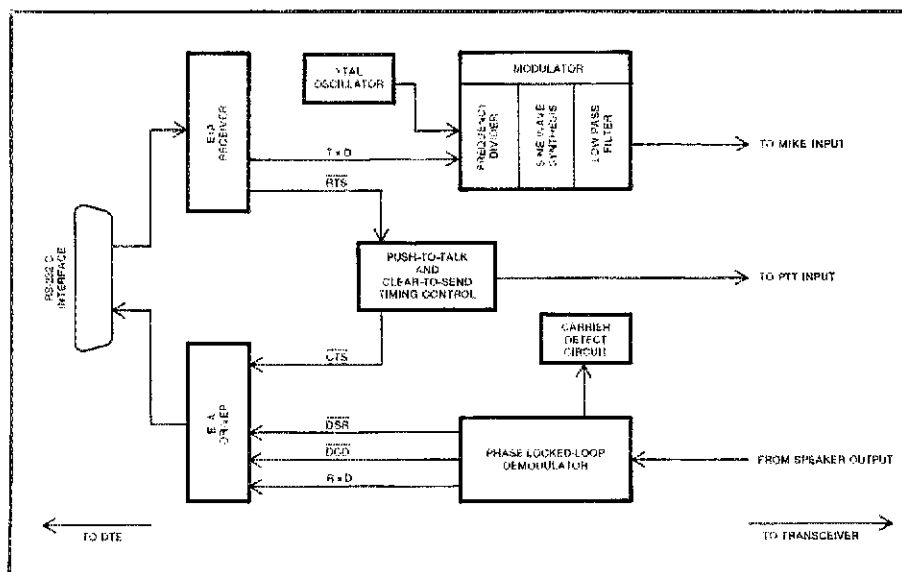 XTAL
OSCILLATOR
MODULATOR
FREQUENCY
DIVIDER
SINE WAVE
SYNTHESIS
LOW PASS
FILTER
EIA
RECEIVER
TxD
RTS
TO MIKE INPUT
RS-232 C
INTERFACE
PUSH-TO-TALK
AND
CLEAR-TO-SEND
TIMING CONTROL
TO PTT INPUT
CARRIER
DETECT
CIRCUIT
CTS
EIA
DRIVER
DSR
DCD
RxD
PHASE LOCKED-LOOP
DEMODULATOR
FROM SPEAKER OUTPUT
TO DTE
TO TRANSCEIVER